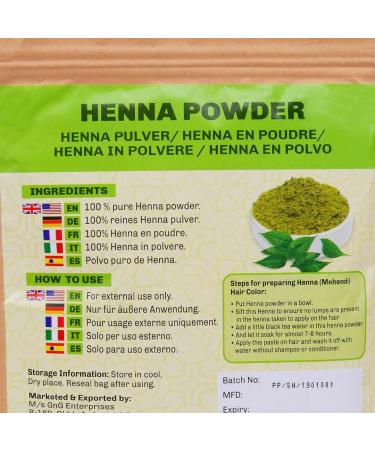 HENNA POWDER
HENNA PULVER/ HENNA EN POUDRE/
HENNA IN POLVERE / HENNA EN POLVO
INGREDIENTS
EN 100 % pure Henna powder.
DE 100% reines Henna pulver.
FR 100% Henna en poudre.
IT 100% Henna in polvere.
ES Polvo puro de Henna.
HOW TO USE
EN For external use only.
DE Nur für äußere Anwendung.
FR Pour usage externe uniquement.
IT Solo per uso esterno.
ES Solo para uso externo.
Storage Information: Store in cool,
Dry place. Reseal bag after use.
Marketed & Exported by:
M/s GnG Enterprises
Steps for preparing Henna (Mehendi)
Hair Color:
• Put Henna powder in a bowl.
• Sift this Henna to ensure no lumps are present
in the henna taken to apply on the hair
• Add a little black tea water in this henna powder
• And let it soak for almost 7-8 hours.
• Apply this paste on hair and wash it off with
water without shampoo or conditioner.
Batch No: PP/SN/1901001
MFD:
Expiry: